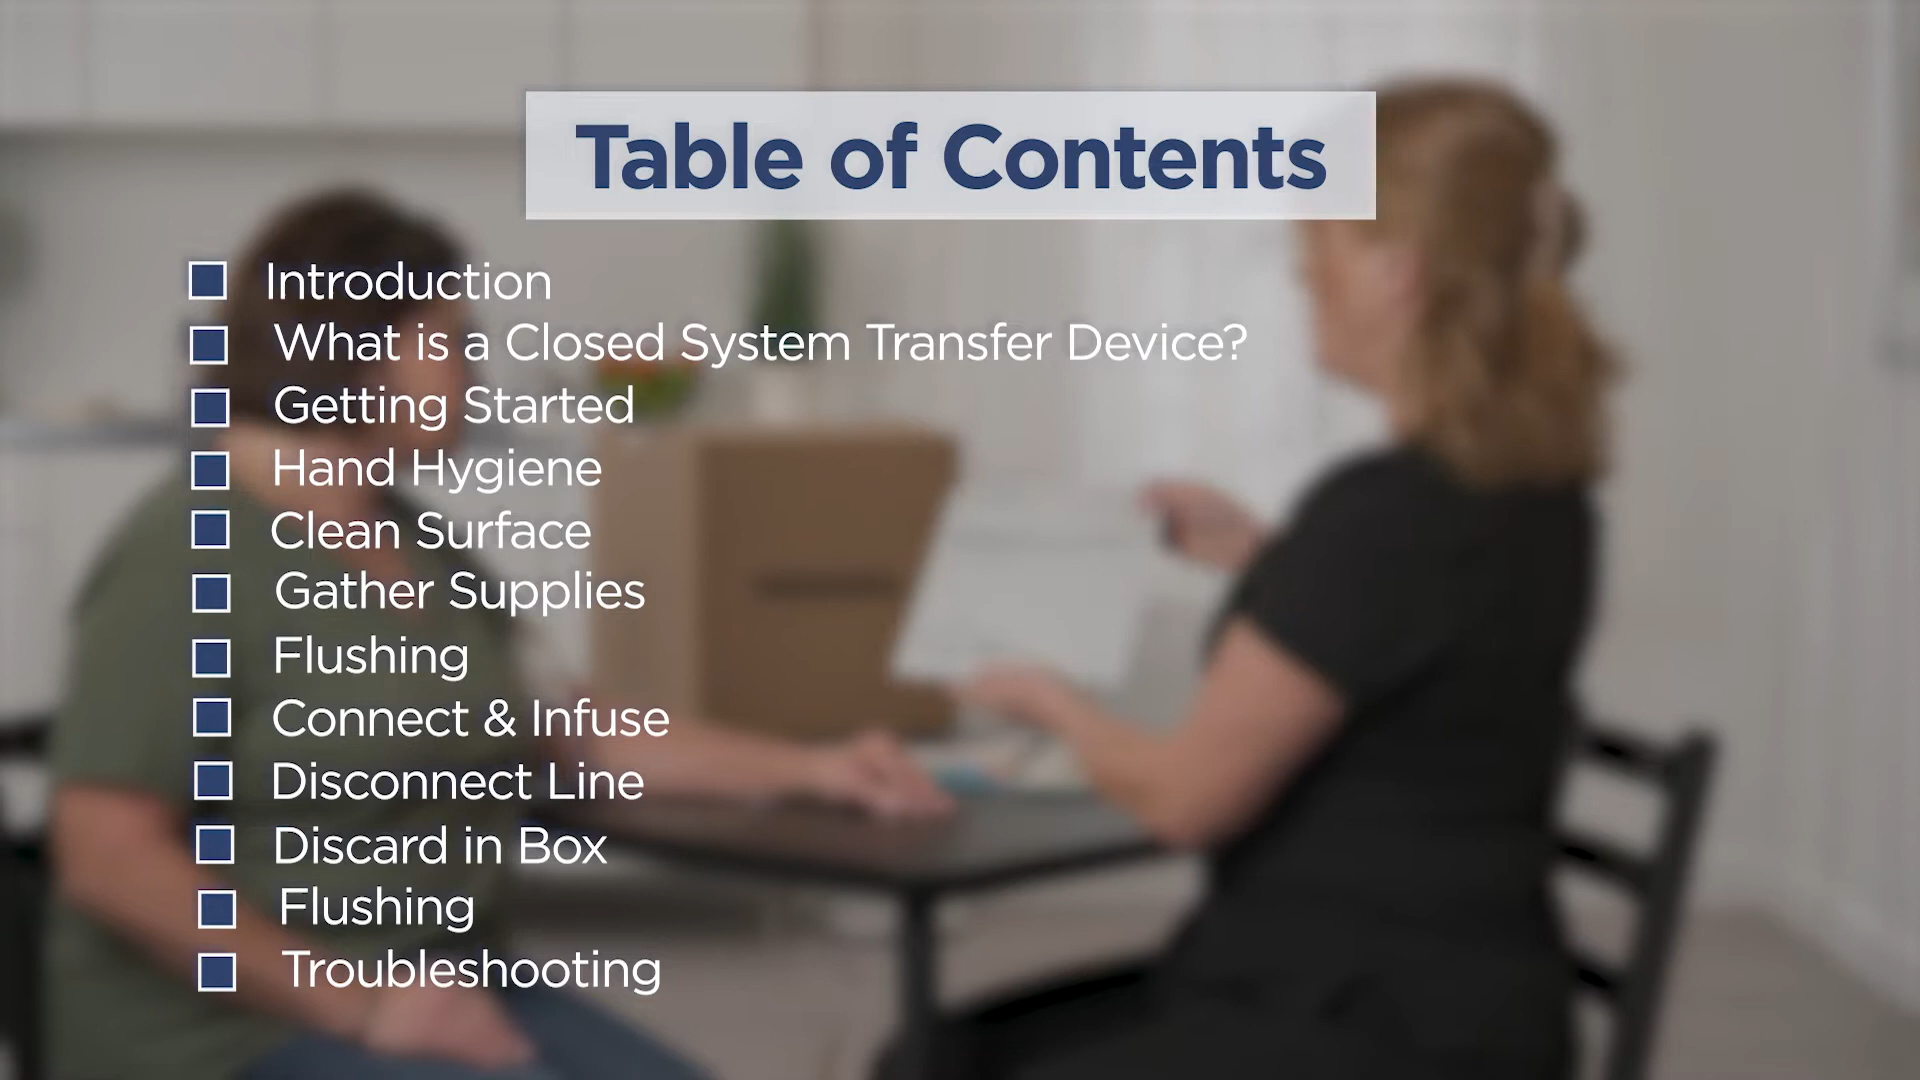 Table of Contents
Introduction
What is a Closed System Transfer Device?
Getting Started
Hand Hygiene
Clean Surface
Gather Supplies
Flushing
Connect & Infuse
Disconnect Line
Discard in Box
Flushing
Troubleshooting